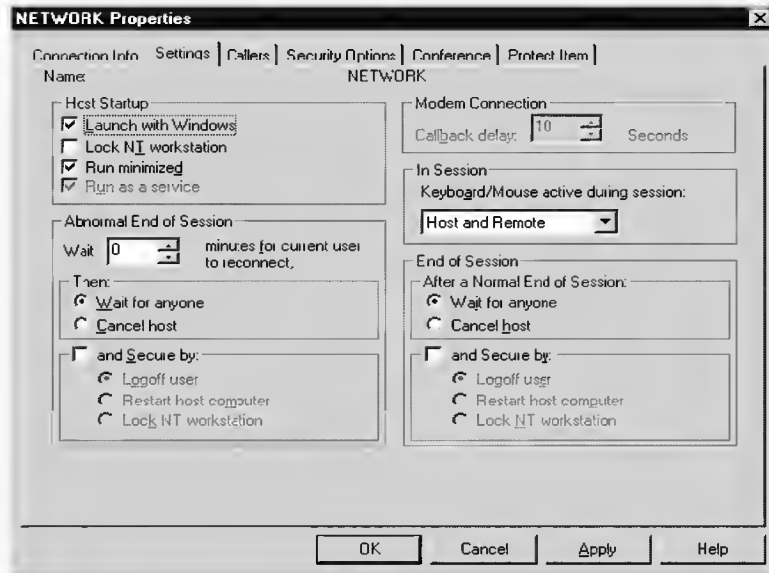 NETWORK Properties
Connection Info Settings Callers Security Options Conference Protect Item
Name: NETWORK
Host Startup
Launch with Windows
Lock NT workstation
Run minimized
Run as a service
Abnormal End of Session
Wait 0 minutes for current user
to reconnect,
Then:
Wait for anyone
Cancel host
and Secure by:
Logoff user
Restart host computer
Lock NT workstation
Modem Connection
Callback delay: 10 Seconds
In Session
Keyboard/Mouse active during session:
Host and Remote
End of Session
After a Normal End of Session:
Wait for anyone
Cancel host
and Secure by:
Logoff user
Restart host computer
Lock NT workstation
OK Cancel Apply Help